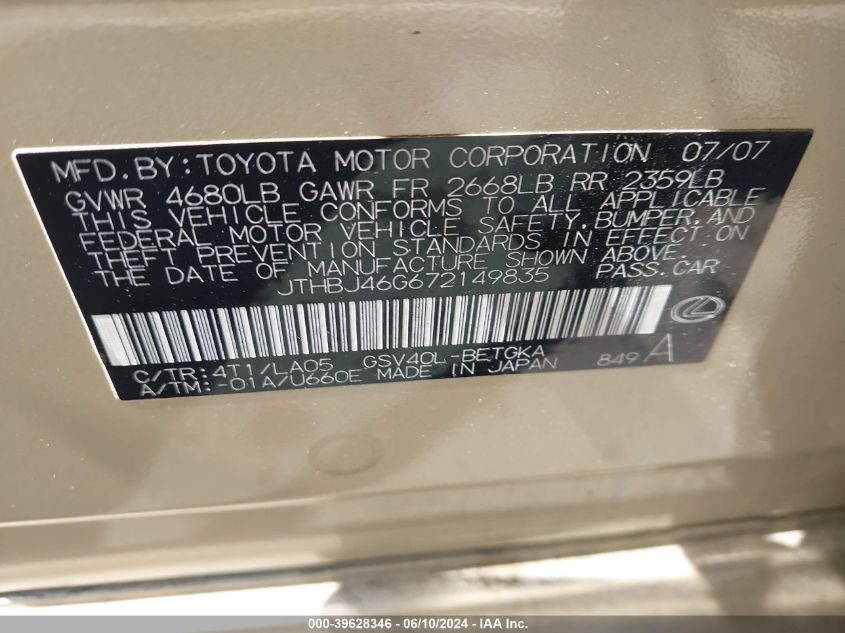 MFD. BY: TOYOTA MOTOR CORPORATION 07/07
GVWR 4680LB GAWR FR 2668LB RR 2359LB
THIS VEHICLE CONFORMS TO ALL APPLICABLE
FEDERAL MOTOR VEHICLE SAFETY, BUMPER, AND
THEFT PREVENTION STANDARDS IN EFFECT ON
THE DATE OF MANUFACTURE SHOWN ABOVE.
JTHBJ46G672149835 PASS. CAR
C/TR: 4T1/LA05 GSV40L-BETGKA 849 A
A/TM: -01A/U660E MADE IN JAPAN
000-39628346 - 06/10/2024 - IAA Inc.